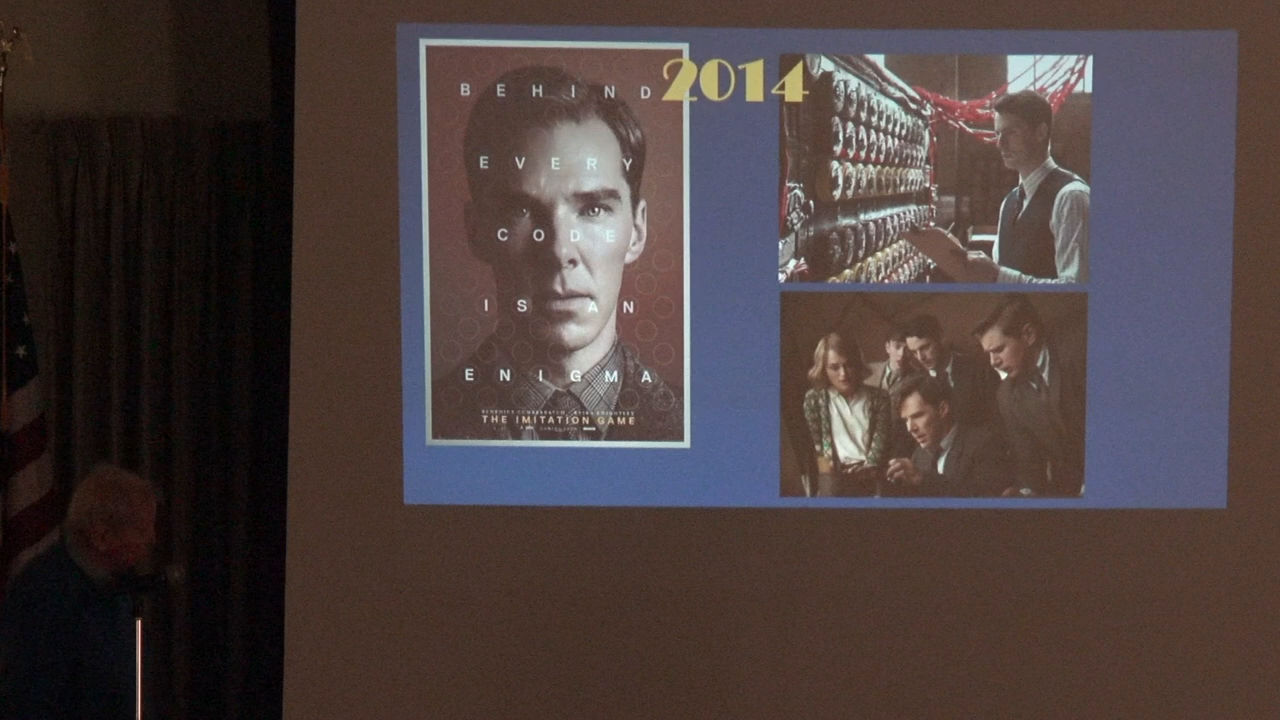 2014
BEHIND
EVERY
CODE
IS AN
ENIGMA
THE IMITATION GAME